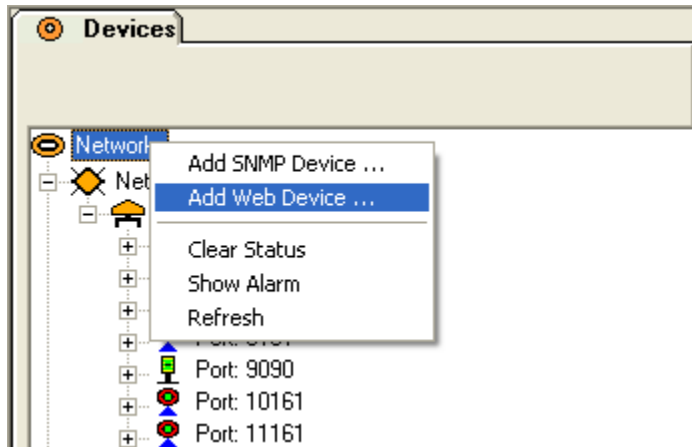 Devices
Network
Net
Add SNMP Device ...
Add Web Device ...
Clear Status
Show Alarm
Refresh
Port: 9090
Port: 10161
Port: 11161